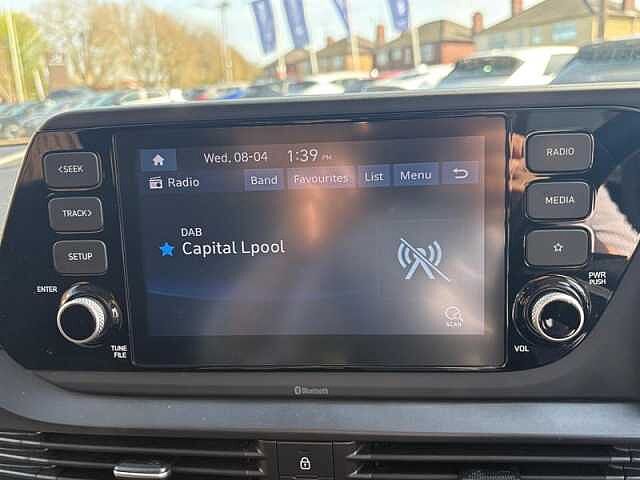 Wed, 08-04 1:39 PM
Radio Band Favourites List Menu
DAB
Capital Lpool
SCAN
<SEEK
TRACK>
SETUP
ENTER
TUNE
FILE
RADIO
MEDIA
PWR
PUSH
VOL
Bluetooth